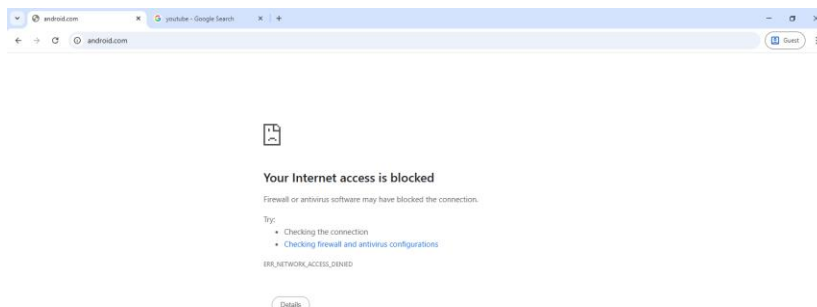 android.com
youtube - Google Search
android.com
Guest
Your Internet access is blocked
Firewall or antivirus software may have blocked the connection.
Try:
• Checking the connection
• Checking firewall and antivirus configurations
ERR_NETWORK_ACCESS_DENIED
Details